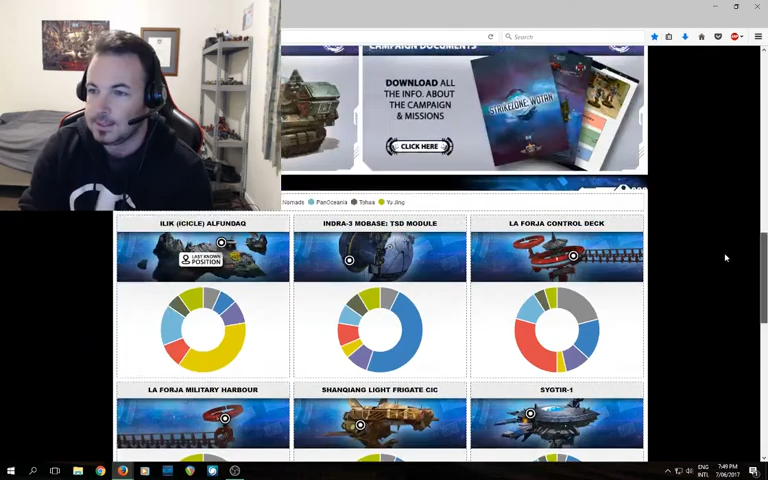 Search
CAMPAIGN DOCUMENTS
DOWNLOAD ALL
THE INFO. ABOUT
THE CAMPAIGN
& MISSIONS
CLICK HERE
STRIKEZONE: WOTAN
Nomads PanOceania Tohaa Yu Jing
ILIK (ICICLE) ALFUNDAQ
INDRA-3 MOBASE: TSD MODULE
LA FORJA CONTROL DECK
LAST KNOWN
POSITION
LA FORJA MILITARY HARBOUR
SHANQIANG LIGHT FRIGATE CIC
SYGTIR-1
ENG
INTL
7:49 PM
7/06/2017